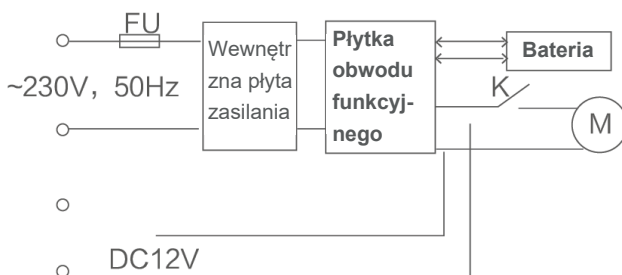 FU
~230V, 50Hz
Wewnętr
zna płyta
zasilania
Płytka
obwodu
funkcyj-
nego
Bateria
K
M
DC12V